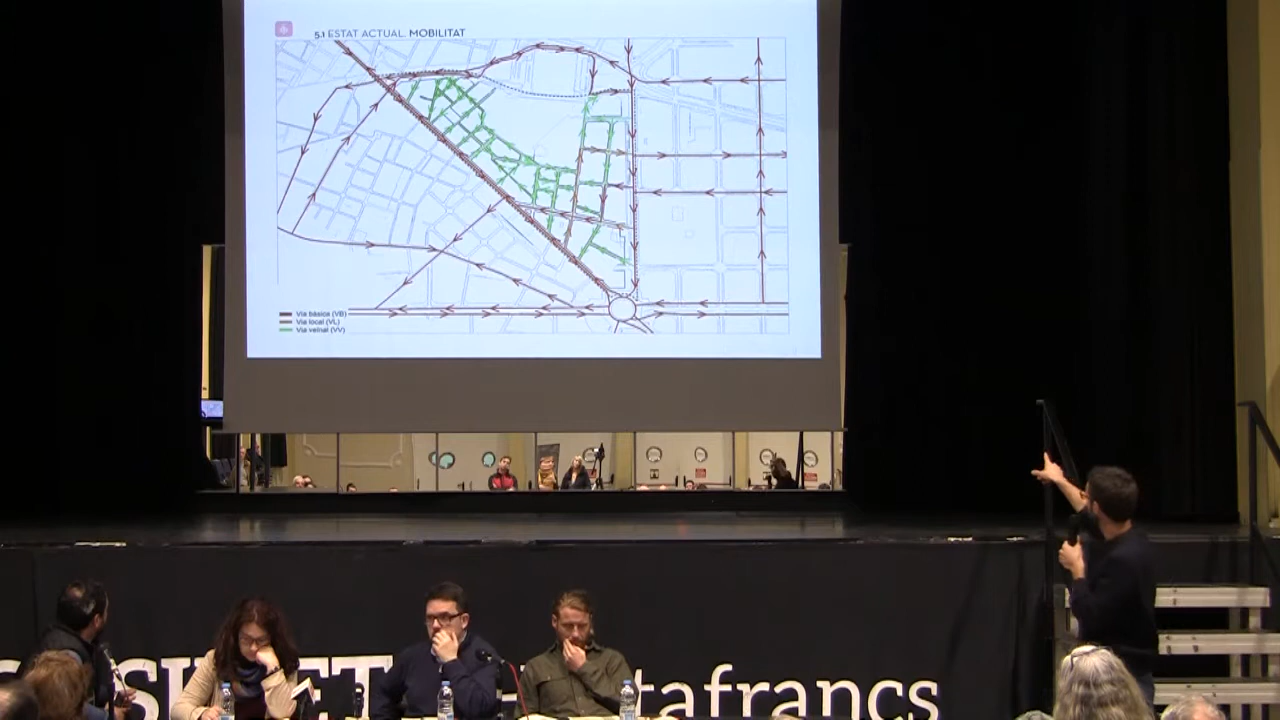 5.1 ESTAT ACTUAL. MOBILITAT
Via bàsica (VB)
Via local (VL)
Via veïnal (VV)
tafrancs